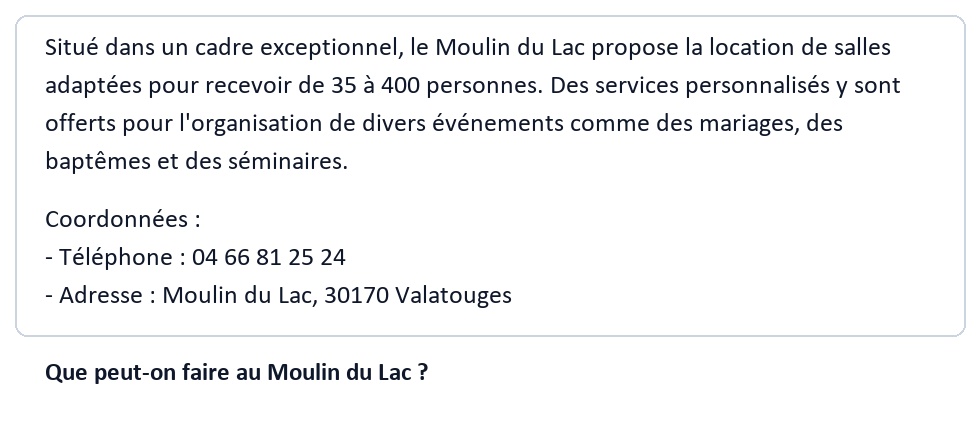 Situé dans un cadre exceptionnel, le Moulin du Lac propose la location de salles
adaptées pour recevoir de 35 à 400 personnes. Des services personnalisés y sont
offerts pour l'organisation de divers événements comme des mariages, des
baptêmes et des séminaires.
Coordonnées :
- Téléphone : 04 66 81 25 24
- Adresse : Moulin du Lac, 30170 Valatouges
Que peut-on faire au Moulin du Lac ?